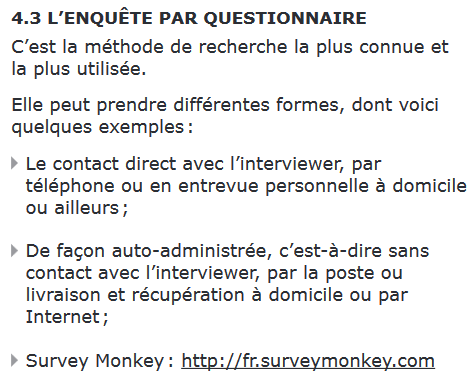 4.3 L’ENQUÊTE PAR QUESTIONNAIRE
C’est la méthode de recherche la plus connue et
la plus utilisée.
Elle peut prendre différentes formes, dont voici
quelques exemples :
Le contact direct avec l’interviewer, par
téléphone ou en entrevue personnelle à domicile
ou ailleurs ;
De façon auto-administrée, c’est-à-dire sans
contact avec l’interviewer, par la poste ou
livraison et récupération à domicile ou par
Internet ;
Survey Monkey : http://fr.surveymonkey.com